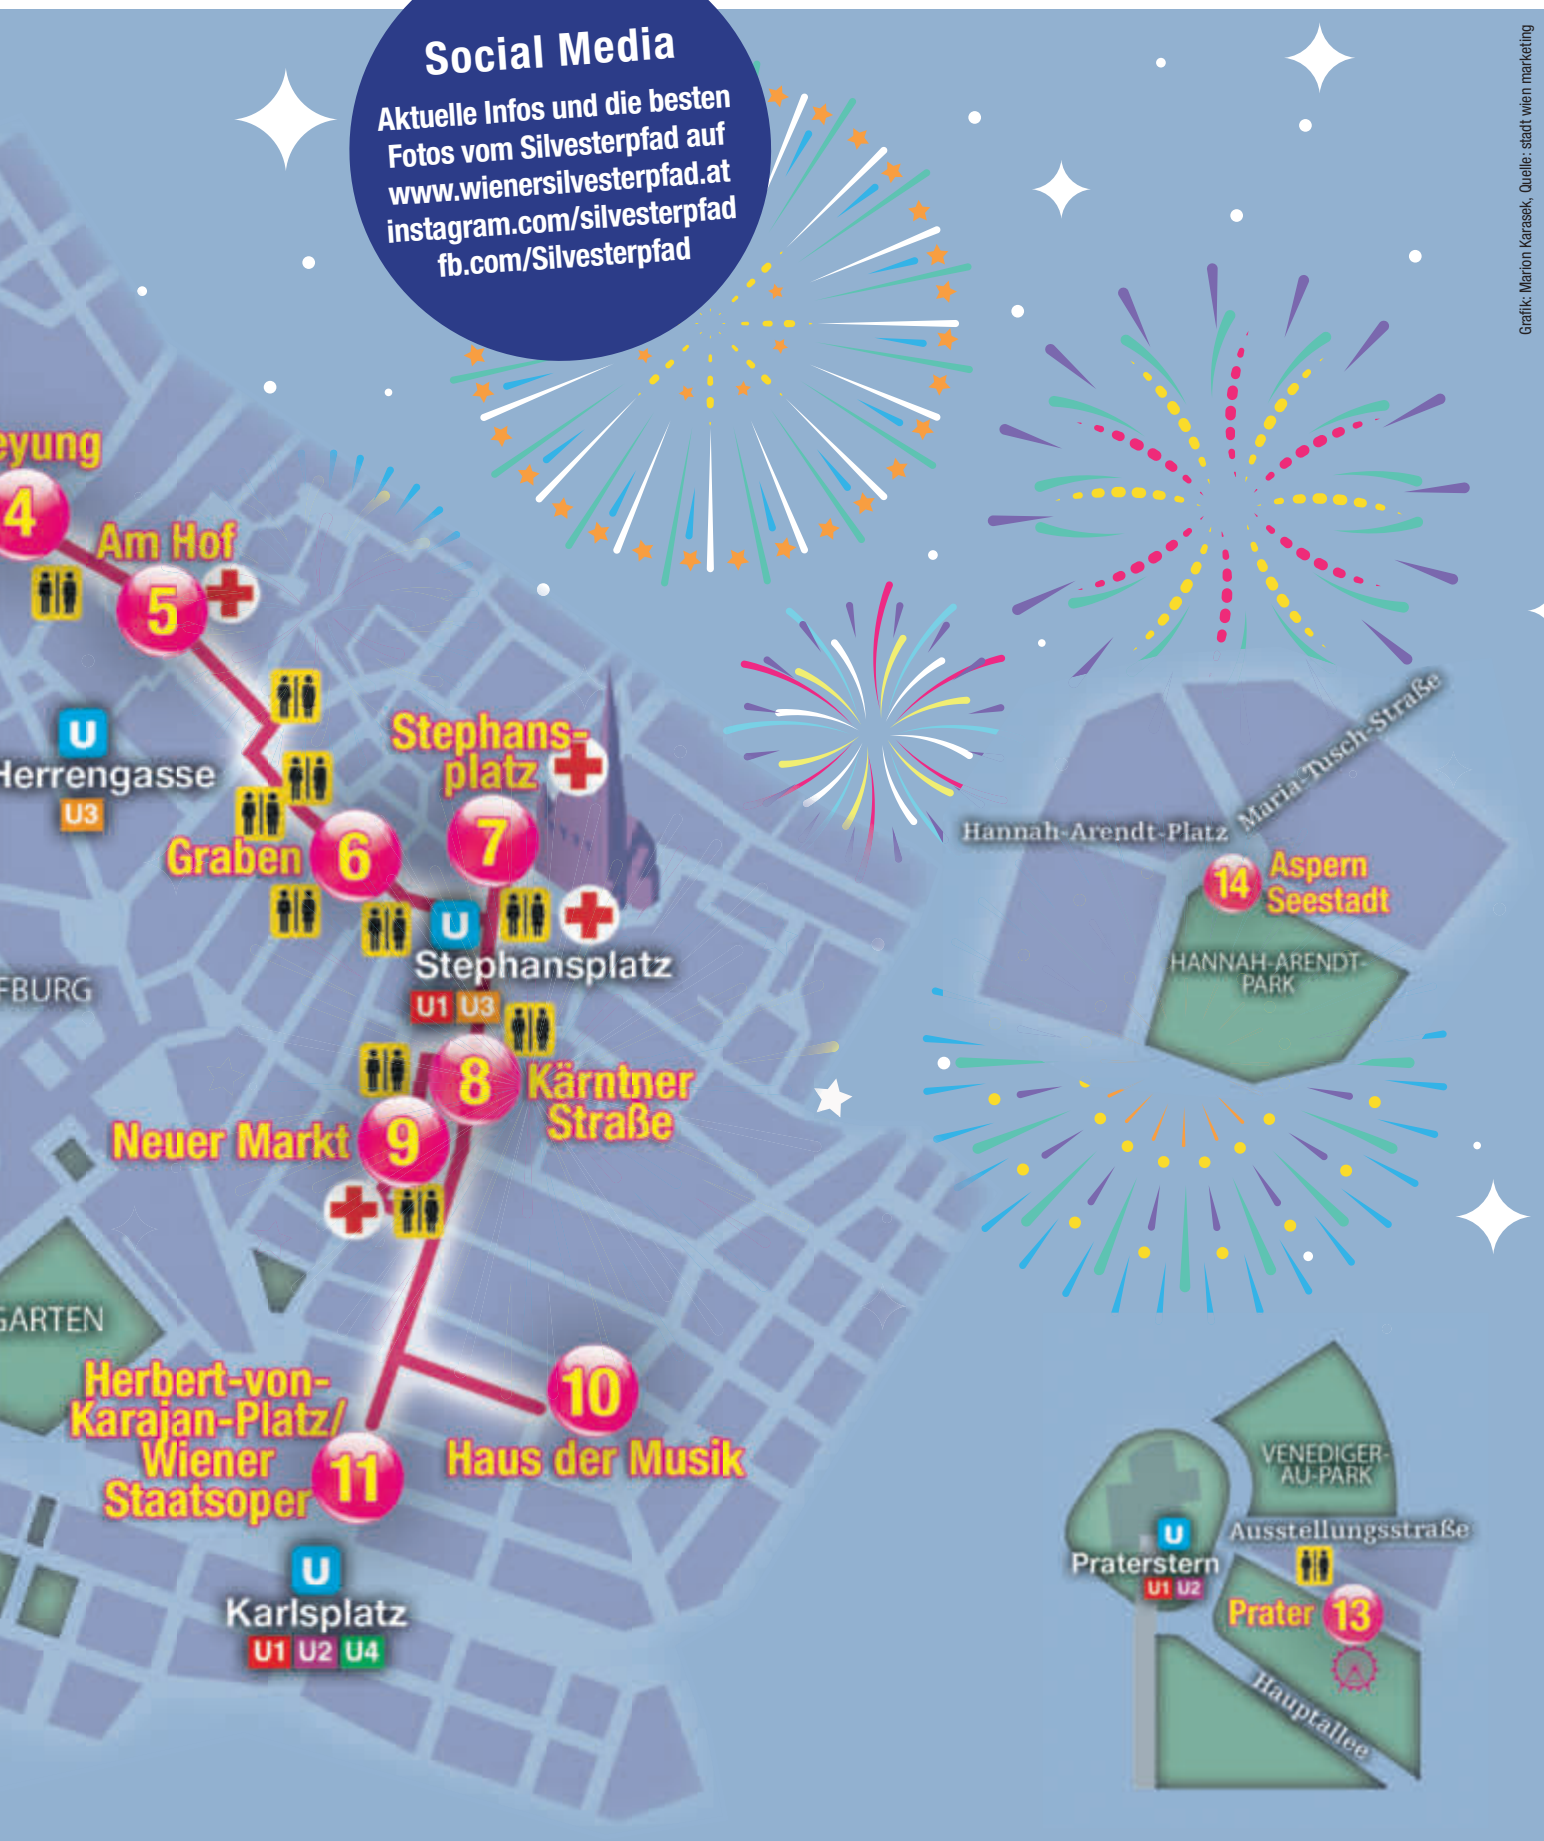 Social Media
Aktuelle Infos und die besten
Fotos vom Silvesterpfad auf
www.wienersilvesterpfad.at
instagram.com/silvesterpfad
fb.com/Silvesterpfad
Grafik: Marion Karasek, Quelle: stadt wien marketing
eyung
4
Am Hof
5
U
Herrengasse
U3
Stephans-
platz
7
Graben
6
U
Stephansplatz
U1 U3
FBURG
8
Kärntner
Straße
Neuer Markt
9
GARTEN
Herbert-von-
Karajan-Platz/
Wiener
Staatsoper
11
10
Haus der Musik
U
Karlsplatz
U1 U2 U4
Maria-Tusch-Straße
Hannah-Arendt-Platz
14
Aspern
Seestadt
HANNAH-ARENDT-
PARK
VENEDIGER-
AU-PARK
Ausstellungsstraße
U
Praterstern
U1 U2
Prater
13
Hauptallee